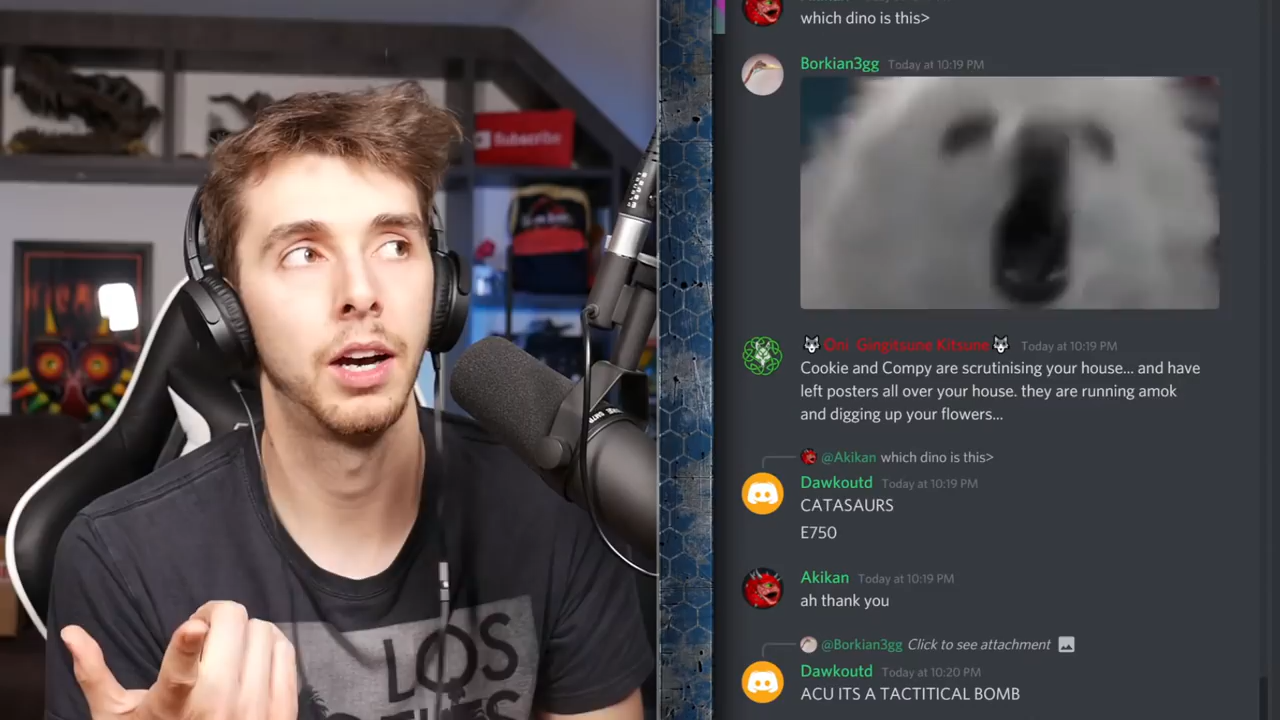 Subscribe
LOS
which dino is this>
Borkian3gg Today at 10:19 PM
Oni Gingitsune Kitsune Today at 10:19 PM
Cookie and Compy are scrutinising your house... and have
left posters all over your house. they are running amok
and digging up your flowers...
@Akikan which dino is this>
Dawkoutd Today at 10:19 PM
CATASAURS
E750
Akikan Today at 10:19 PM
ah thank you
@Borkian3gg Click to see attachment
Dawkoutd Today at 10:20 PM
ACU ITS A TACTITICAL BOMB